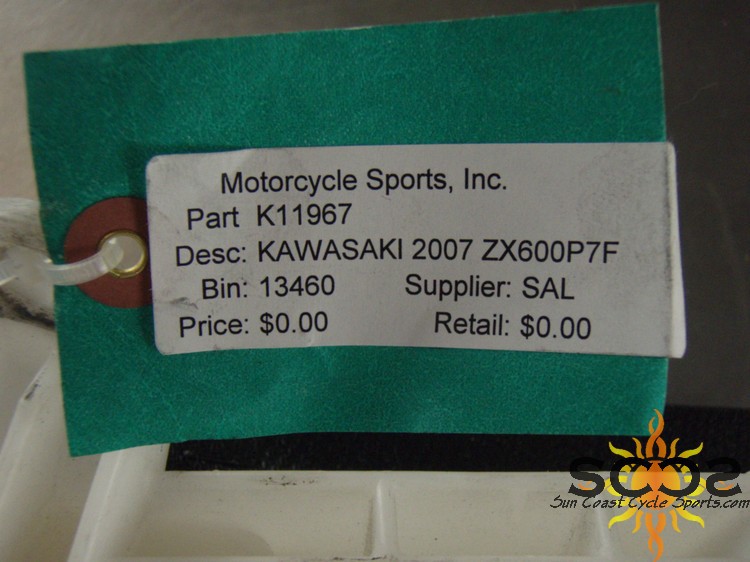 Motorcycle Sports, Inc.
Part K11967
Desc: KAWASAKI 2007 ZX600P7F
Bin: 13460 Supplier: SAL
Price: $0.00 Retail: $0.00
SCCS
Sun Coast Cycle Sports.com